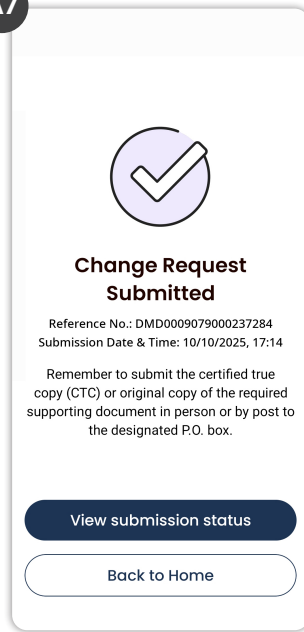 Change Request
Submitted
Reference No.: DMD0009079000237284
Submission Date & Time: 10/10/2025, 17:14
Remember to submit the certified true
copy (CTC) or original copy of the required
supporting document in person or by post to
the designated P.O. box.
View submission status
Back to Home